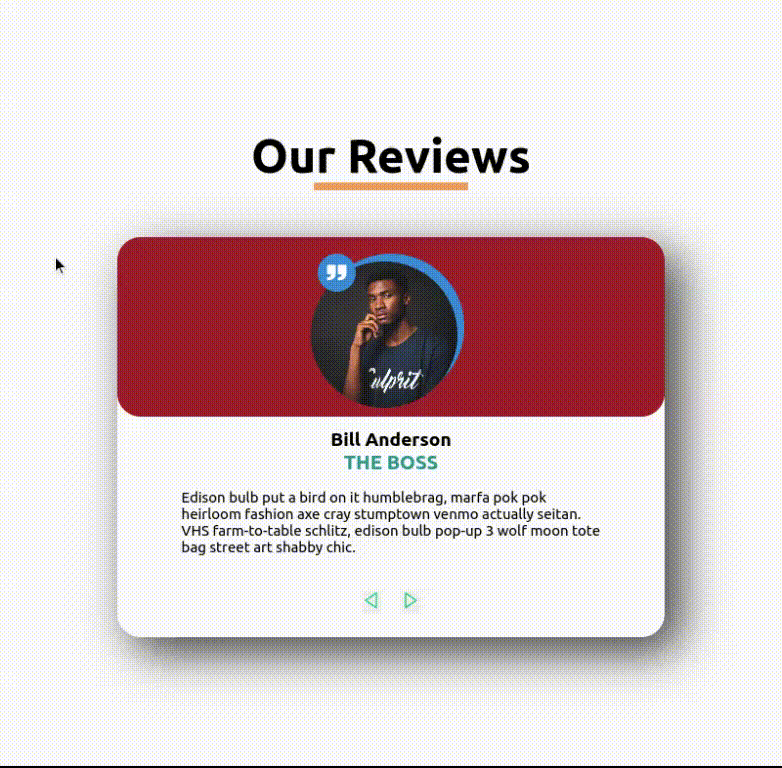 Our Reviews
Culprit
Bill Anderson
THE BOSS
Edison bulb put a bird on it humblebrag, marfa pok pok
heirloom fashion axe cray stumptown venmo actually seitan.
VHS farm-to-table schlitz, edison bulb pop-up 3 wolf moon tote
bag street art shabby chic.